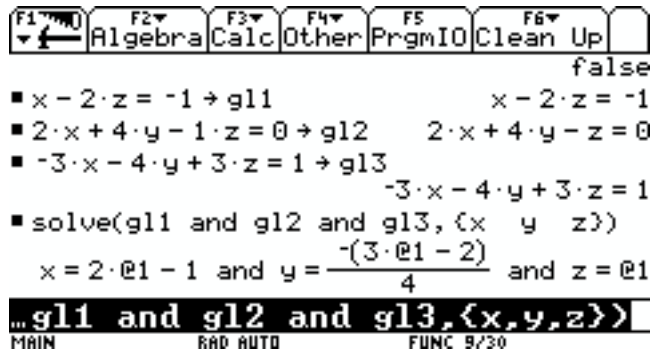 F1 F2▼ F3▼ F4▼ F5 F6▼
▼ Algebra Calc Other PrgmIO Clean Up
false
▪ x − 2·z = ⁻1 → gl1 x − 2·z = ⁻1
▪ 2·x + 4·y − 1·z = 0 → gl2 2·x + 4·y − z = 0
▪ ⁻3·x − 4·y + 3·z = 1 → gl3
⁻3·x − 4·y + 3·z = 1
▪ solve(gl1 and gl2 and gl3, {x y z})
x = 2·@1 − 1 and y = ⁻(3·@1 − 2)/4 and z = @1
…gl1 and gl2 and gl3,{x,y,z})
MAIN RAD AUTO FUNC 9/30